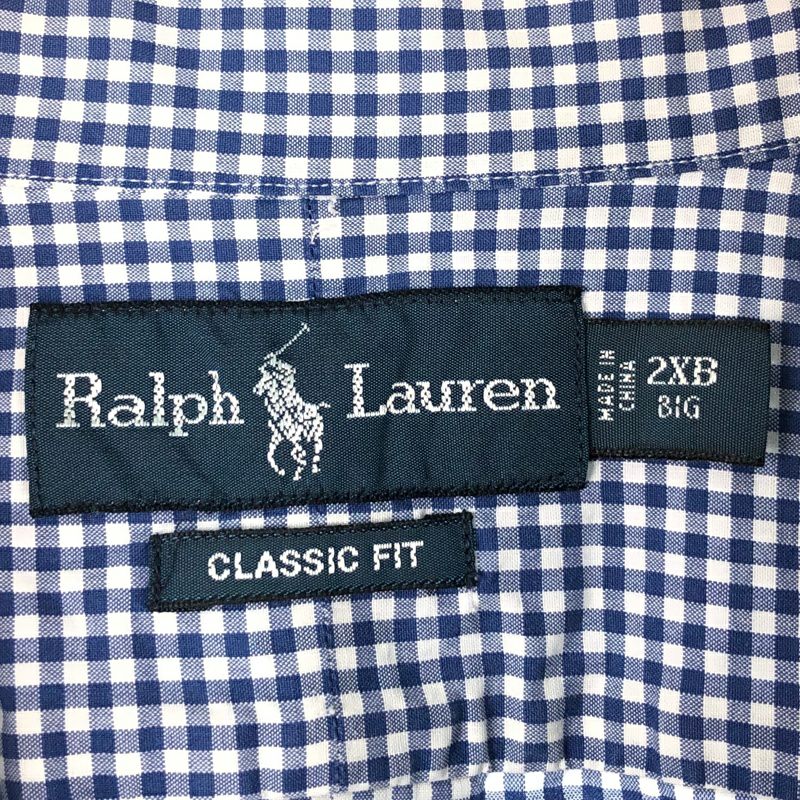 Ralph Lauren
MADE IN
CHINA
2XB
BIG
CLASSIC FIT